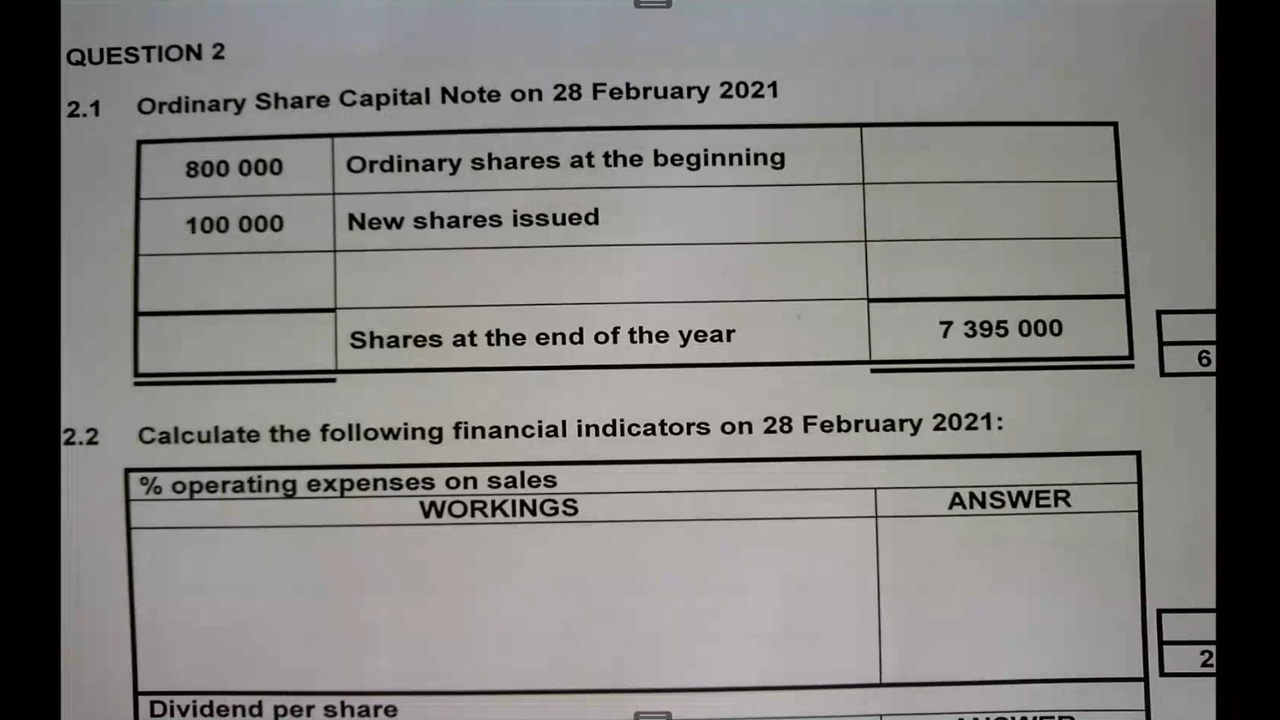 QUESTION 2
2.1 Ordinary Share Capital Note on 28 February 2021
800 000 Ordinary shares at the beginning
100 000 New shares issued
Shares at the end of the year 7 395 000
6
2.2 Calculate the following financial indicators on 28 February 2021:
% operating expenses on sales
WORKINGS ANSWER
2
Dividend per share
ANSWER